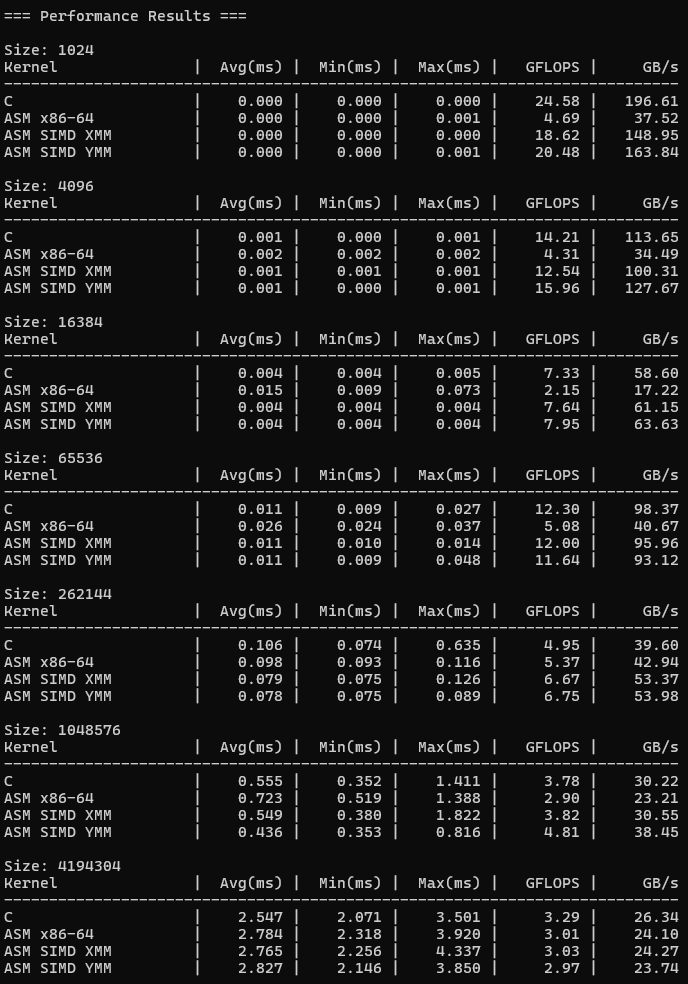 === Performance Results ===
Size: 1024
Kernel | Avg(ms) | Min(ms) | Max(ms) | GFLOPS | GB/s
---------------------------------------------------------------------------
C | 0.000 | 0.000 | 0.000 | 24.58 | 196.61
ASM x86-64 | 0.000 | 0.000 | 0.001 | 4.69 | 37.52
ASM SIMD XMM | 0.000 | 0.000 | 0.000 | 18.62 | 148.95
ASM SIMD YMM | 0.000 | 0.000 | 0.001 | 20.48 | 163.84
Size: 4096
Kernel | Avg(ms) | Min(ms) | Max(ms) | GFLOPS | GB/s
---------------------------------------------------------------------------
C | 0.001 | 0.000 | 0.001 | 14.21 | 113.65
ASM x86-64 | 0.002 | 0.002 | 0.002 | 4.31 | 34.49
ASM SIMD XMM | 0.001 | 0.001 | 0.001 | 12.54 | 100.31
ASM SIMD YMM | 0.001 | 0.000 | 0.001 | 15.96 | 127.67
Size: 16384
Kernel | Avg(ms) | Min(ms) | Max(ms) | GFLOPS | GB/s
---------------------------------------------------------------------------
C | 0.004 | 0.004 | 0.005 | 7.33 | 58.60
ASM x86-64 | 0.015 | 0.009 | 0.073 | 2.15 | 17.22
ASM SIMD XMM | 0.004 | 0.004 | 0.004 | 7.64 | 61.15
ASM SIMD YMM | 0.004 | 0.004 | 0.004 | 7.95 | 63.63
Size: 65536
Kernel | Avg(ms) | Min(ms) | Max(ms) | GFLOPS | GB/s
---------------------------------------------------------------------------
C | 0.011 | 0.009 | 0.027 | 12.30 | 98.37
ASM x86-64 | 0.026 | 0.024 | 0.037 | 5.08 | 40.67
ASM SIMD XMM | 0.011 | 0.010 | 0.014 | 12.00 | 95.96
ASM SIMD YMM | 0.011 | 0.009 | 0.048 | 11.64 | 93.12
Size: 262144
Kernel | Avg(ms) | Min(ms) | Max(ms) | GFLOPS | GB/s
---------------------------------------------------------------------------
C | 0.106 | 0.074 | 0.635 | 4.95 | 39.60
ASM x86-64 | 0.098 | 0.093 | 0.116 | 5.37 | 42.94
ASM SIMD XMM | 0.079 | 0.075 | 0.126 | 6.67 | 53.37
ASM SIMD YMM | 0.078 | 0.075 | 0.089 | 6.75 | 53.98
Size: 1048576
Kernel | Avg(ms) | Min(ms) | Max(ms) | GFLOPS | GB/s
---------------------------------------------------------------------------
C | 0.555 | 0.352 | 1.411 | 3.78 | 30.22
ASM x86-64 | 0.723 | 0.519 | 1.388 | 2.90 | 23.21
ASM SIMD XMM | 0.549 | 0.380 | 1.822 | 3.82 | 30.55
ASM SIMD YMM | 0.436 | 0.353 | 0.816 | 4.81 | 38.45
Size: 4194304
Kernel | Avg(ms) | Min(ms) | Max(ms) | GFLOPS | GB/s
---------------------------------------------------------------------------
C | 2.547 | 2.071 | 3.501 | 3.29 | 26.34
ASM x86-64 | 2.784 | 2.318 | 3.920 | 3.01 | 24.10
ASM SIMD XMM | 2.765 | 2.256 | 4.337 | 3.03 | 24.27
ASM SIMD YMM | 2.827 | 2.146 | 3.850 | 2.97 | 23.74